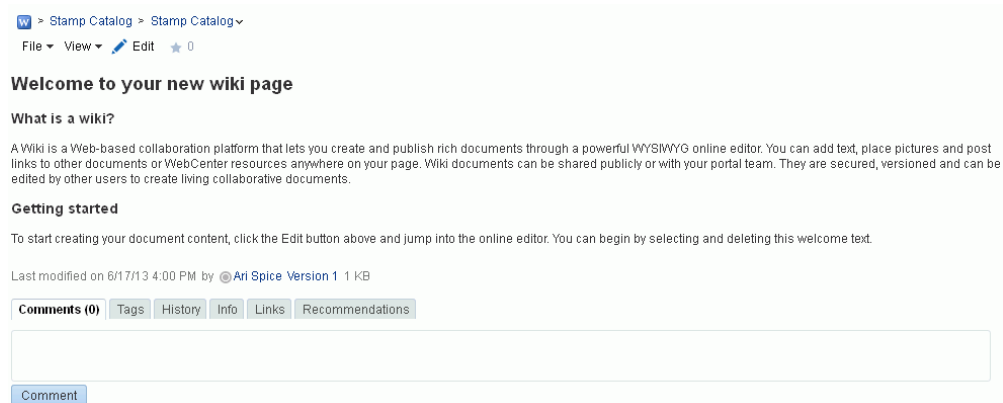 W > Stamp Catalog > Stamp Catalog
File View Edit 0
Welcome to your new wiki page
What is a wiki?
A Wiki is a Web-based collaboration platform that lets you create and publish rich documents through a powerful WYSIWYG online editor. You can add text, place pictures and post
links to other documents or WebCenter resources anywhere on your page. Wiki documents can be shared publicly or with your portal team. They are secured, versioned and can be
edited by other users to create living collaborative documents.
Getting started
To start creating your document content, click the Edit button above and jump into the online editor. You can begin by selecting and deleting this welcome text.
Last modified on 6/17/13 4:00 PM by Ari Spice Version 1 1 KB
Comments (0) Tags History Info Links Recommendations
Comment